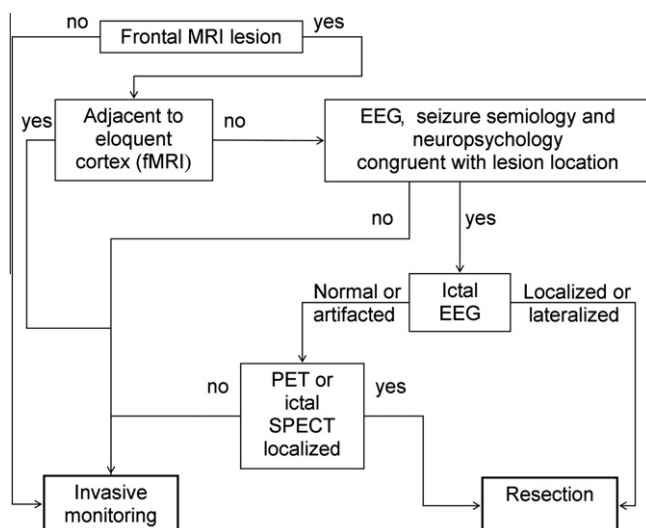 no
yes
Frontal MRI lesion
yes
Adjacent to
eloquent
cortex (fMRI)
no
EEG, seizure semiology and
neuropsychology
congruent with lesion location
no
yes
Normal or
artifacted
Ictal
EEG
Localized or
lateralized
no
PET or
ictal
SPECT
localized
yes
Invasive
monitoring
Resection